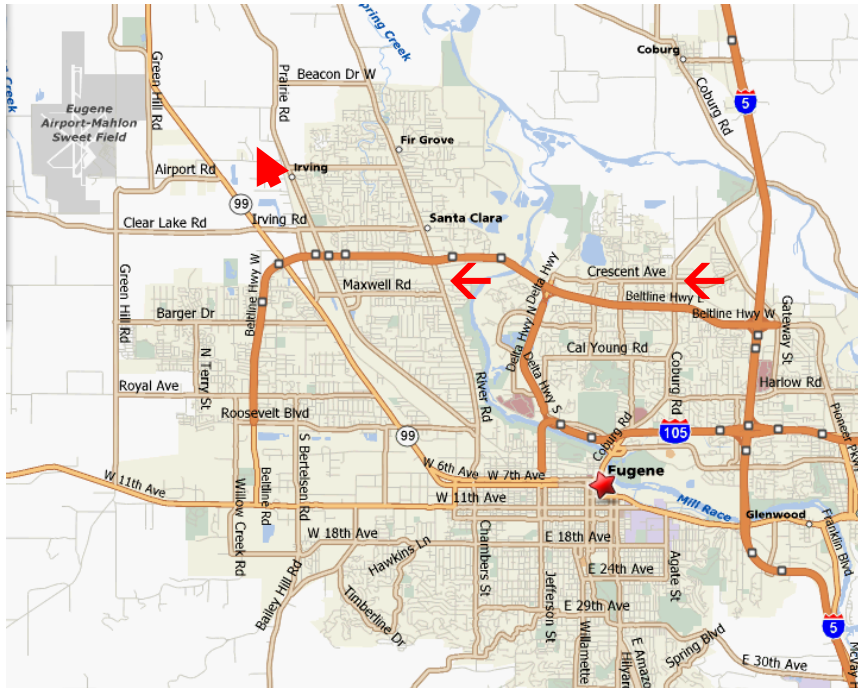 Spring Creek
Coburg
Green Hill Rd
Prairie Rd
Beacon Dr W
5
Creek
Eugene
Airport-Mahlon
Sweet Field
Coburg Rd
Fir Grove
Airport Rd
Irving
99
Clear Lake Rd
Irving Rd
Santa Clara
Green Hill Rd
Beltline Hwy W
Maxwell Rd
Delta Hwy
Crescent Ave
Beltline Hwy E
Beltline Hwy W
Barger Dr
Delta Hwy N
Gateway St
N Terry St
Cal Young Rd
Delta Hwy S
River Rd
Coburg Rd
Harlow Rd
Royal Ave
Roosevelt Blvd
99
Coburg Rd
105
Pioneer Pkwy
S Bertelsen Rd
W 6th Ave
W 7th Ave
Eugene
W 11th Ave
W 11th Ave
Willow Creek Rd
Beltline Rd
Mill Race
Glenwood
W 18th Ave
Hawkins Ln
Chambers St
E 18th Ave
Franklin Blvd
Bailey Hill Rd
Timberline Dr
Jefferson St
E 24th Ave
Agate St
E 29th Ave
Willamette
Hilyard
E Amazon
Spring Blvd
5
E 30th Ave
McVay H